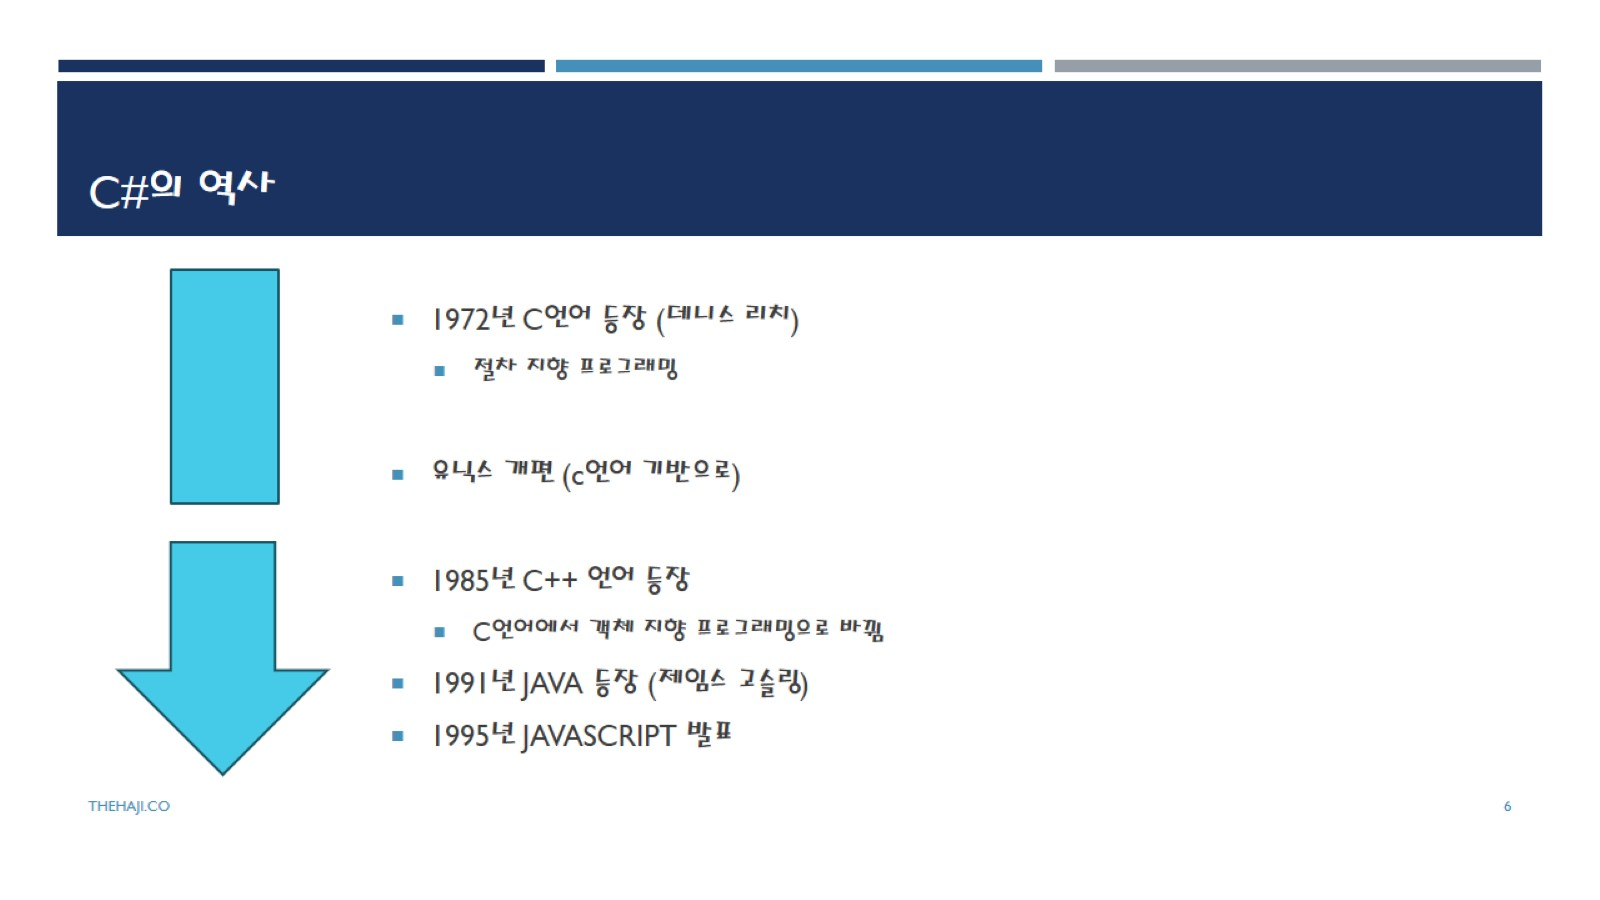 C#의 역사
1972년 C언어 등장 (데니스 리치)
절차 지향 프로그래밍
유닉스 개편 (c언어 기반으로)
1985년 C++ 언어 등장
C언어에서 객체 지향 프로그래밍으로 바뀜
1991년 JAVA 등장 (제임스 고슬링)
1995년 JAVASCRIPT 발표
THEHAJI.CO
6